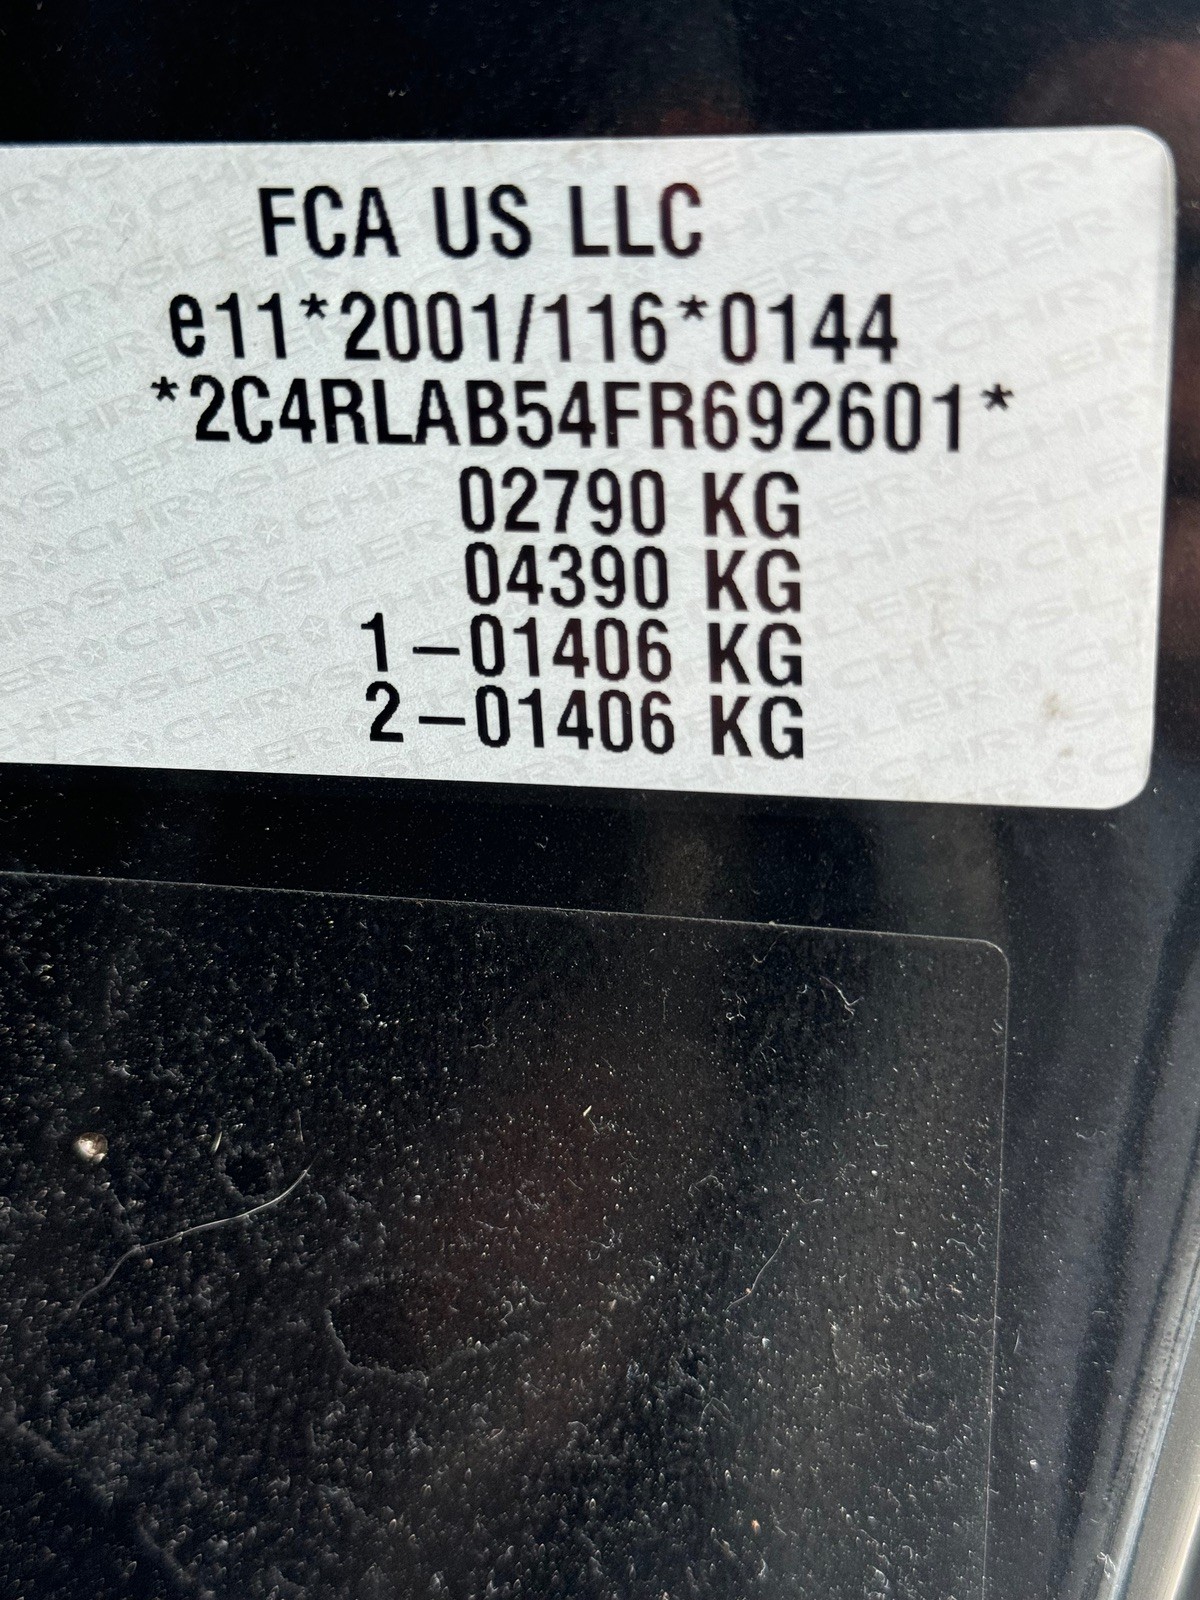 FCA US LLC
e11*2001/116*0144
*2C4RLAB54FR692601*
02790 KG
04390 KG
1-01406 KG
2-01406 KG